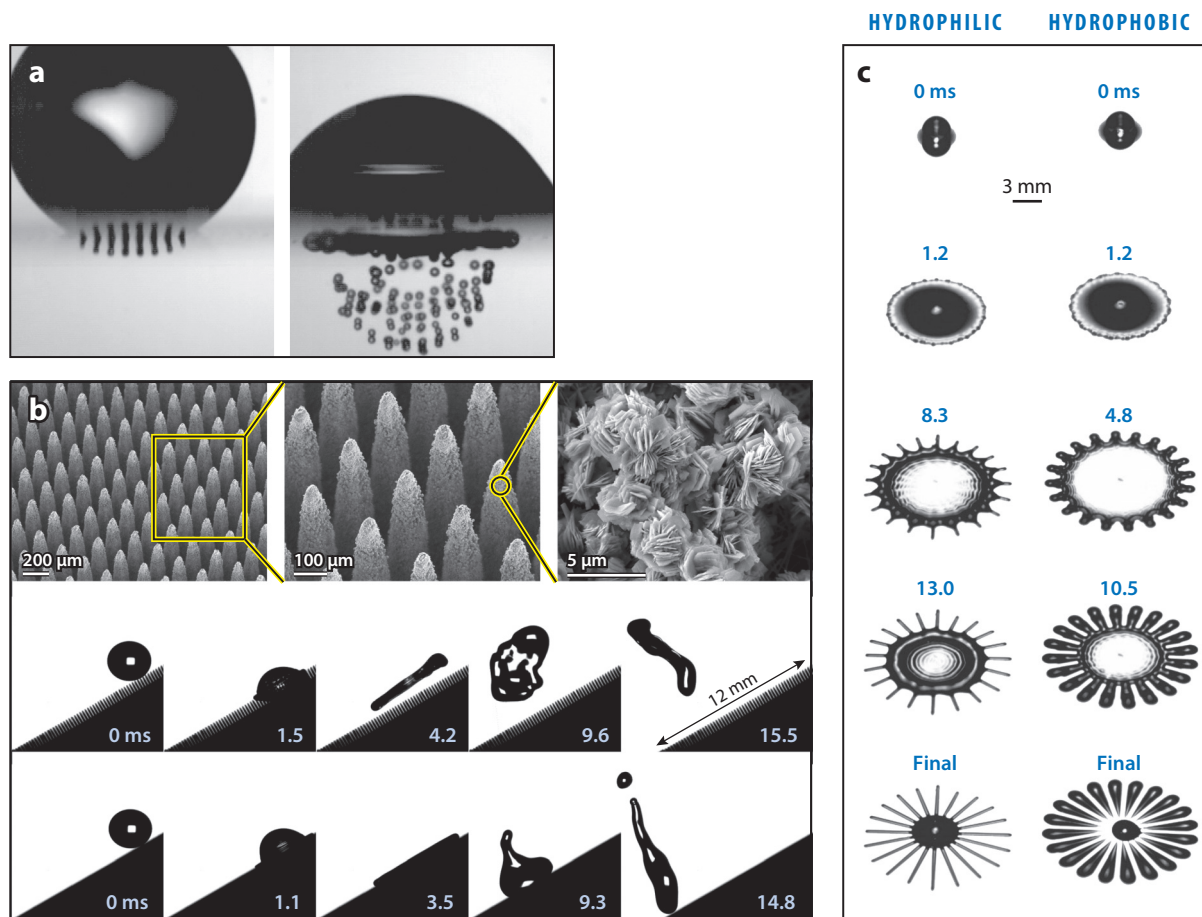 HYDROPHILIC HYDROPHOBIC
a
b
200 µm
100 µm
5 µm
12 mm
0 ms
1.5
4.2
9.6
15.5
0 ms
1.1
3.5
9.3
14.8
c
0 ms 0 ms
3 mm
1.2 1.2
8.3 4.8
13.0 10.5
Final Final